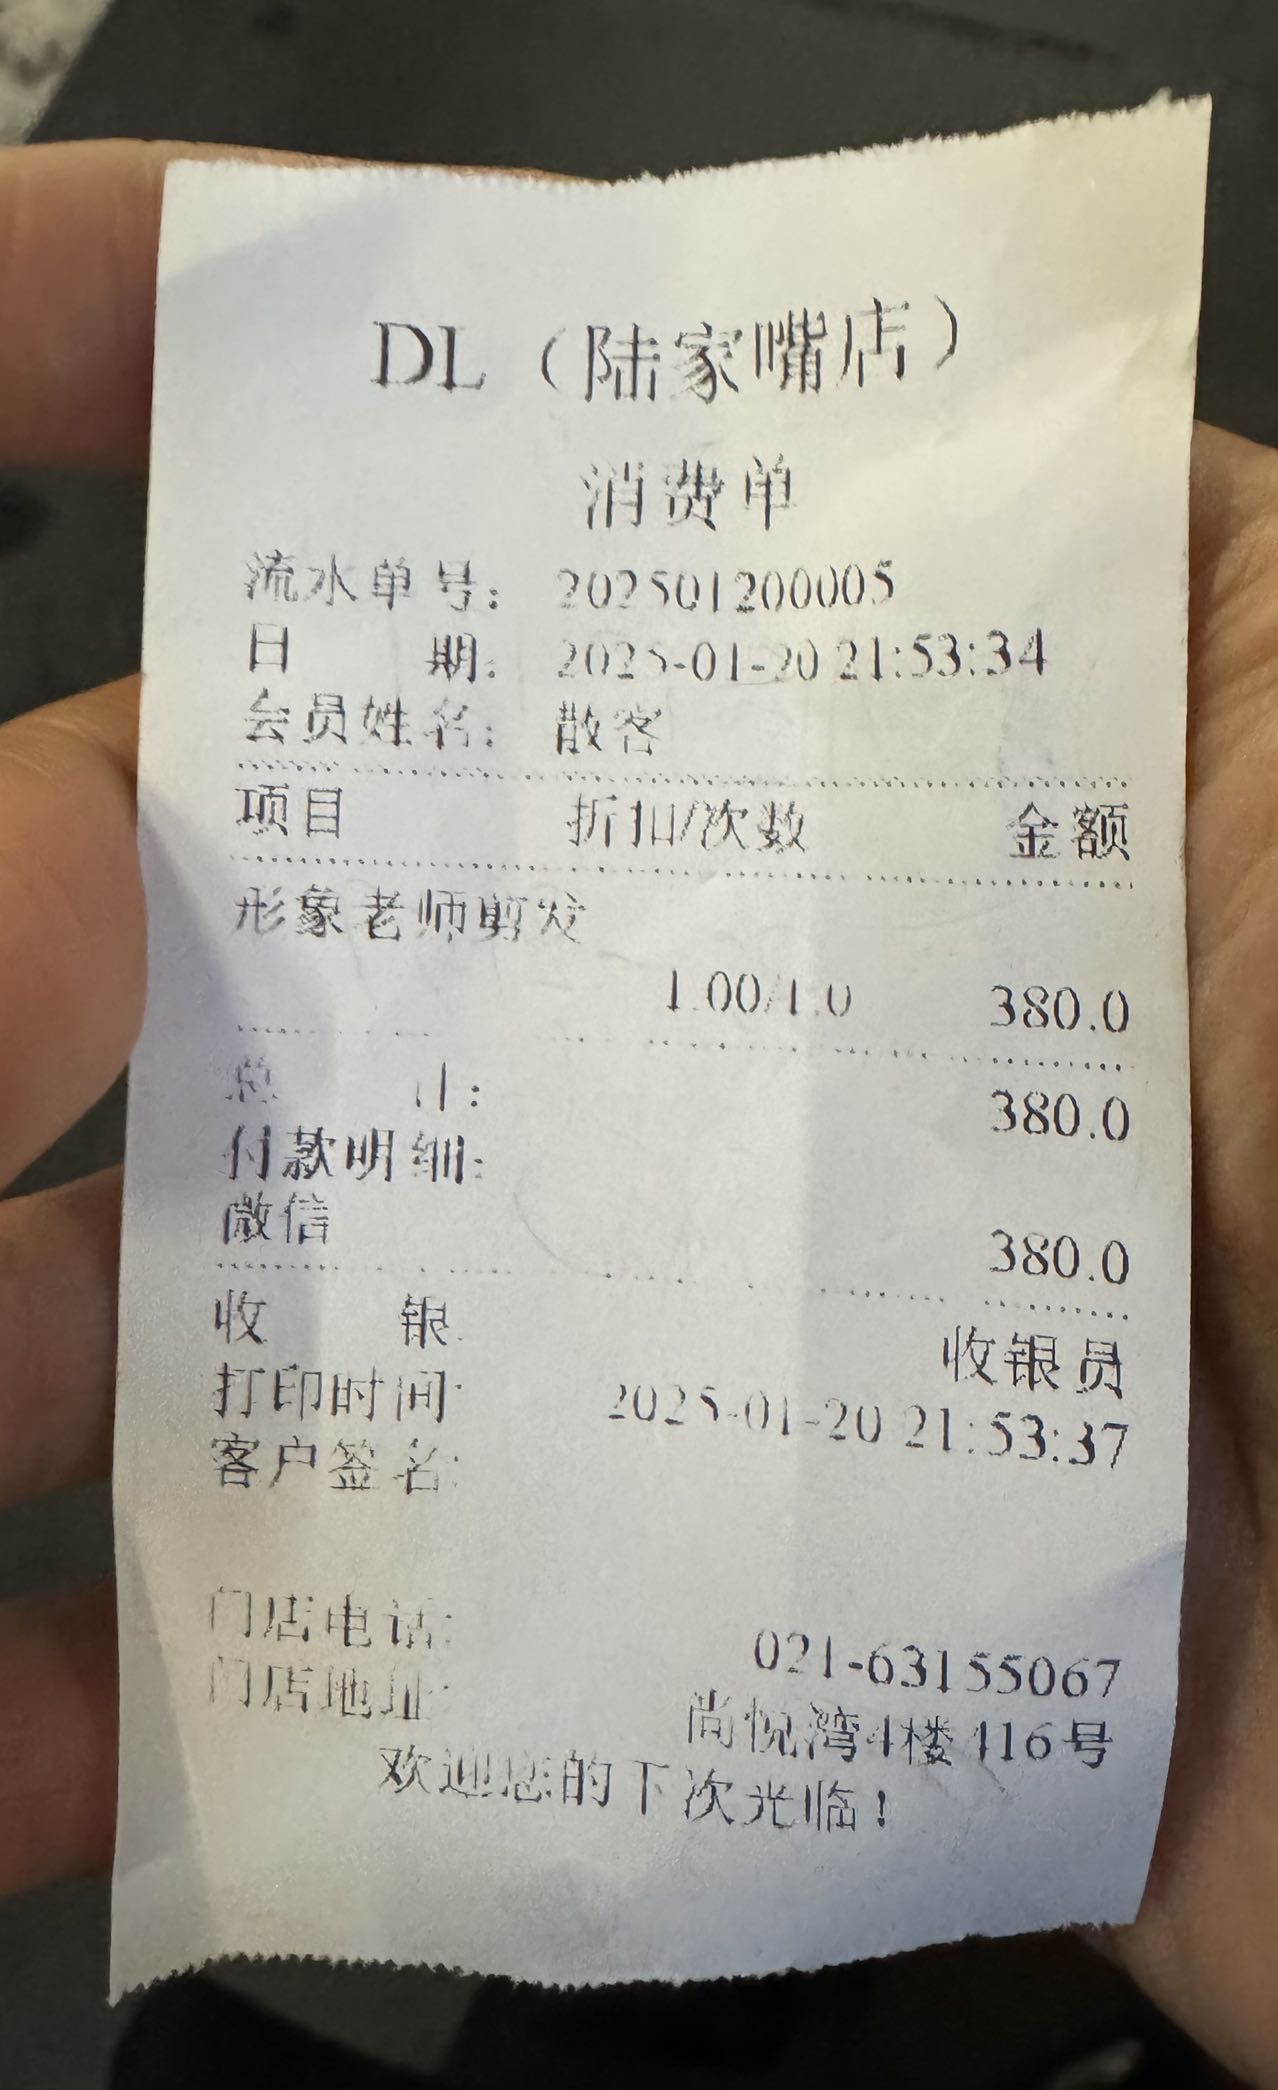 DL（陆家嘴店）
消费单
流水单号： 202501200005
日 期： 2025-01-20 21:53:34
会员姓名： 散客
项目 折扣/次数 金额
形象老师剪发
1.00/1.0 380.0
总 计： 380.0
付款明细：
微信 380.0
收 银 收银员
打印时间: 2025-01-20 21:53:37
客户签名:
门店电话: 021-63155067
门店地址: 尚悦湾4楼416号
欢迎您的下次光临！